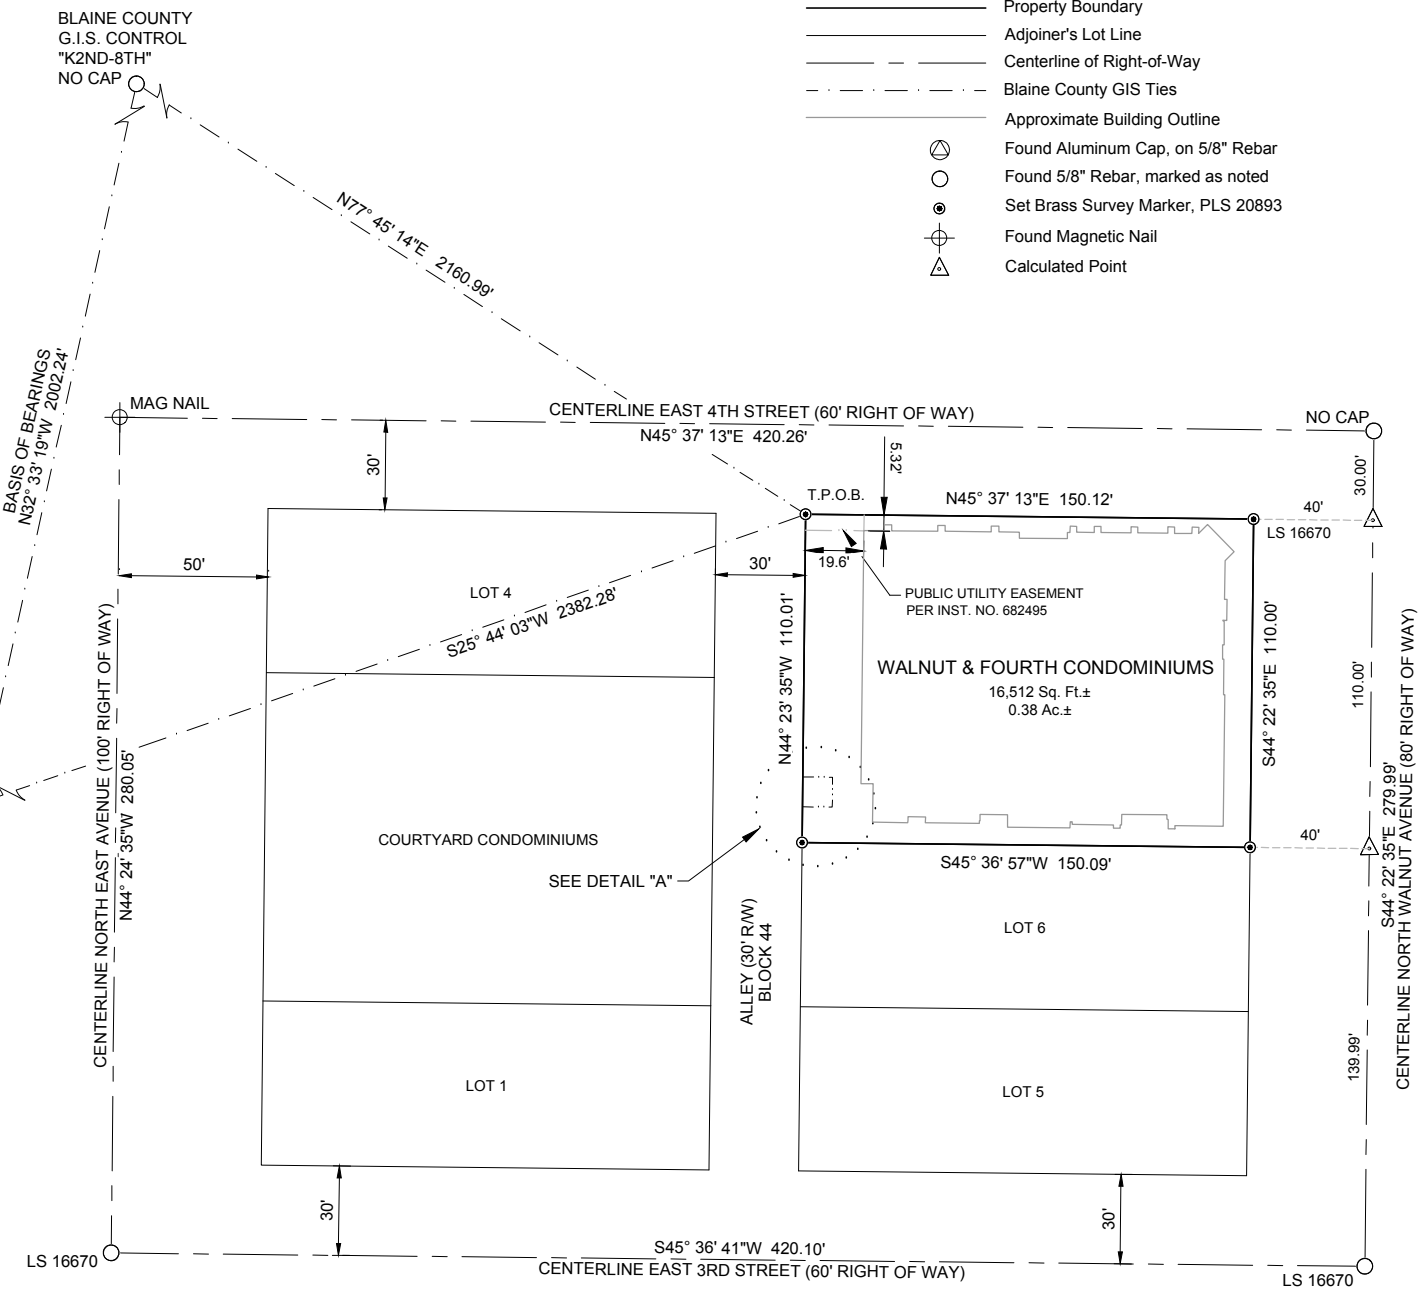 BLAINE COUNTY
G.I.S. CONTROL
"K2ND-8TH"
NO CAP
Property Boundary
Adjoiner's Lot Line
Centerline of Right-of-Way
Blaine County GIS Ties
Approximate Building Outline
Found Aluminum Cap, on 5/8" Rebar
Found 5/8" Rebar, marked as noted
Set Brass Survey Marker, PLS 20893
Found Magnetic Nail
Calculated Point
N77° 45' 14"E 2160.99'
BASIS OF BEARINGS
N32° 33' 19"W 2002.24'
MAG NAIL
CENTERLINE EAST 4TH STREET (60' RIGHT OF WAY)
N45° 37' 13"E 420.26'
NO CAP
30'
5.32'
30.00'
T.P.O.B.
N45° 37' 13"E 150.12'
40'
LS 16670
50'
30'
19.6'
LOT 4
S25° 44' 03"W 2382.28'
PUBLIC UTILITY EASEMENT
PER INST. NO. 682495
N44° 23' 35"W 110.01'
WALNUT & FOURTH CONDOMINIUMS
16,512 Sq. Ft.±
0.38 Ac.±
S44° 22' 35"E 110.00'
110.00'
CENTERLINE NORTH EAST AVENUE (100' RIGHT OF WAY)
N44° 24' 35"W 280.05'
S44° 22' 35"E 279.99'
CENTERLINE NORTH WALNUT AVENUE (80' RIGHT OF WAY)
COURTYARD CONDOMINIUMS
40'
SEE DETAIL "A"
S45° 36' 57"W 150.09'
ALLEY (30' R/W)
BLOCK 44
LOT 6
139.99'
LOT 1
LOT 5
30'
30'
S45° 36' 41"W 420.10'
CENTERLINE EAST 3RD STREET (60' RIGHT OF WAY)
LS 16670
LS 16670